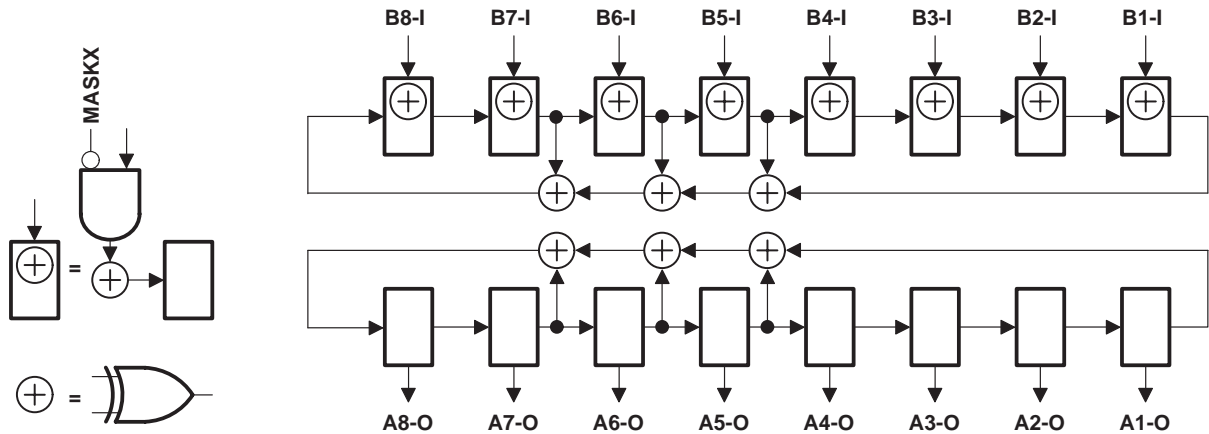 B8-I B7-I B6-I B5-I B4-I B3-I B2-I B1-I
MASKX
=
=
A8-O A7-O A6-O A5-O A4-O A3-O A2-O A1-O